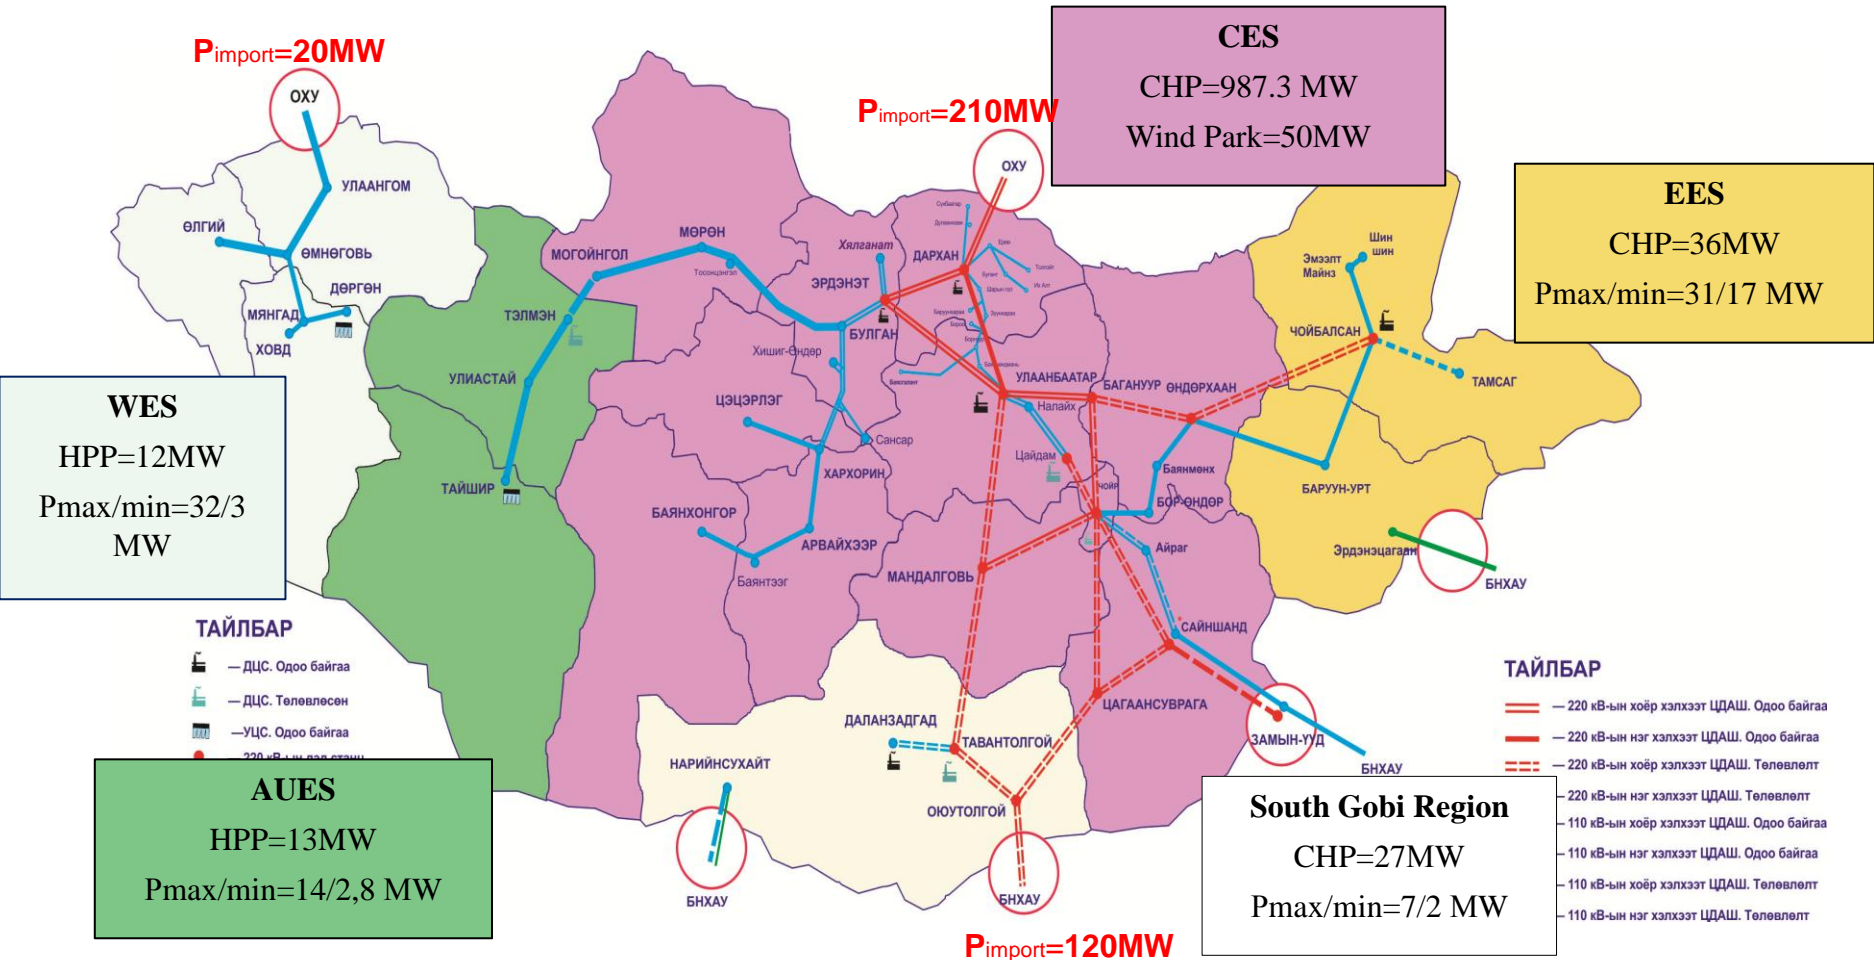 Pimport=20MW
ОХУ
Pimport=210MW
ОХУ
CES
CHP=987.3 MW
Wind Park=50MW
EES
CHP=36MW
Pmax/min=31/17 MW
WES
HPP=12MW
Pmax/min=32/3
MW
AUES
HPP=13MW
Pmax/min=14/2,8 MW
South Gobi Region
CHP=27MW
Pmax/min=7/2 MW
Pimport=120MW
УЛААНГОМ
ӨЛГИЙ
ӨМНӨГОВЬ
ДӨРГӨН
МЯНГАД
ХОВД
МОГОЙНГОЛ
МӨРӨН
Тосонцэнгэл
ТЭЛМЭН
УЛИАСТАЙ
ТАЙШИР
Хялганат
ЭРДЭНЭТ
БУЛГАН
Хишиг-Өндөр
ЦЭЦЭРЛЭГ
Сансар
ХАРХОРИН
БАЯНХОНГОР
АРВАЙХЭЭР
Баянтээг
ДАРХАН
УЛААНБААТАР
Налайх
БАГАНУУР
ӨНДӨРХААН
Цайдам
ЧОЙР
Баянмөнх
БОР-ӨНДӨР
Айраг
МАНДАЛГОВЬ
САЙНШАНД
ЦАГААНСУВРАГА
ЗАМЫН-ҮҮД
БНХАУ
Шин
шин
Эмээлт
Майнз
ЧОЙБАЛСАН
ТАМСАГ
БАРУУН-УРТ
Эрдэнэцагаан
БНХАУ
ДАЛАНЗАДГАД
ТАВАНТОЛГОЙ
НАРИЙНСУХАЙТ
ОЮУТОЛГОЙ
БНХАУ
БНХАУ
ТАЙЛБАР
— ДЦС. Одоо байгаа
— ДЦС. Төлөвлөсөн
—УЦС. Одоо байгаа
ТАЙЛБАР
— 220 кВ-ын хоёр хэлхээт ЦДАШ. Одоо байгаа
— 220 кВ-ын нэг хэлхээт ЦДАШ. Одоо байгаа
— 220 кВ-ын хоёр хэлхээт ЦДАШ. Төлөвлөлт
— 220 кВ-ын нэг хэлхээт ЦДАШ. Төлөвлөлт
— 110 кВ-ын хоёр хэлхээт ЦДАШ. Одоо байгаа
— 110 кВ-ын нэг хэлхээт ЦДАШ. Одоо байгаа
— 110 кВ-ын хоёр хэлхээт ЦДАШ. Төлөвлөлт
— 110 кВ-ын нэг хэлхээт ЦДАШ. Төлөвлөлт